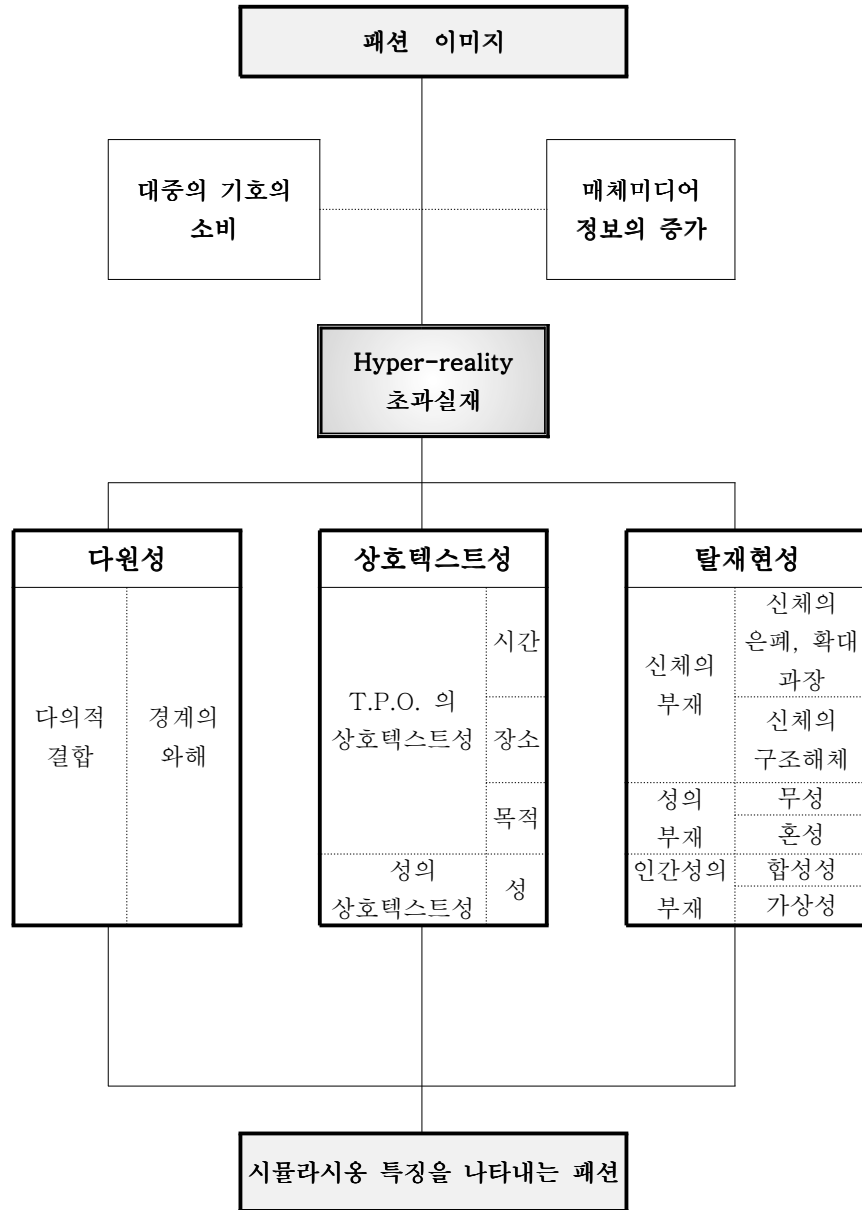 패션 이미지
대중의 기호의
소비
매체미디어
정보의 증가
Hyper-reality
초과실재
다원성
다의적
결합
경계의
와해
상호텍스트성
T.P.O. 의
상호텍스트성
시간
장소
목적
성의
상호텍스트성
성
탈재현성
신체의
부재
신체의
은폐, 확대
과장
신체의
구조해체
성의
부재
무성
혼성
인간성의
부재
합성성
가상성
시뮬라시옹 특징을 나타내는 패션